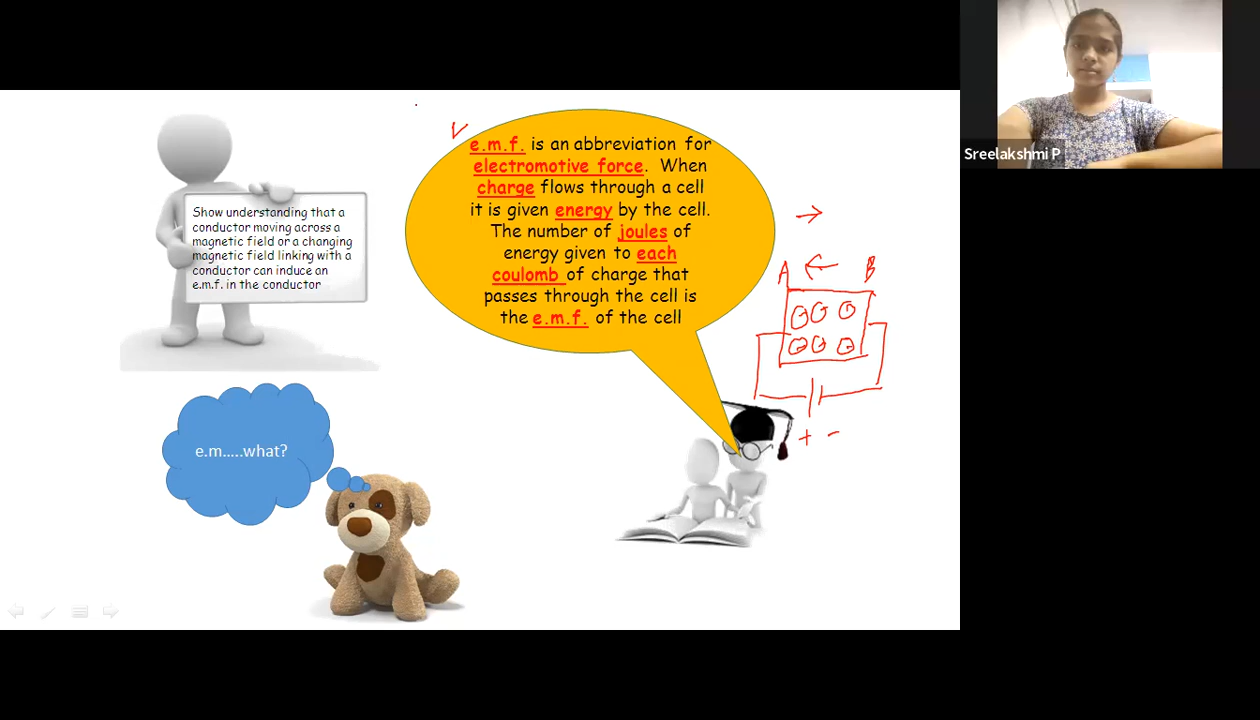 Show understanding that a
conductor moving across a
magnetic field or a changing
magnetic field linking with a
conductor can induce an
e.m.f. in the conductor
e.m.f. is an abbreviation for
electromotive force. When
charge flows through a cell
it is given energy by the cell.
The number of joules of
energy given to each
coulomb of charge that
passes through the cell is
the e.m.f. of the cell
A ← B
+ -
e.m.....what?
Sreelakshmi P